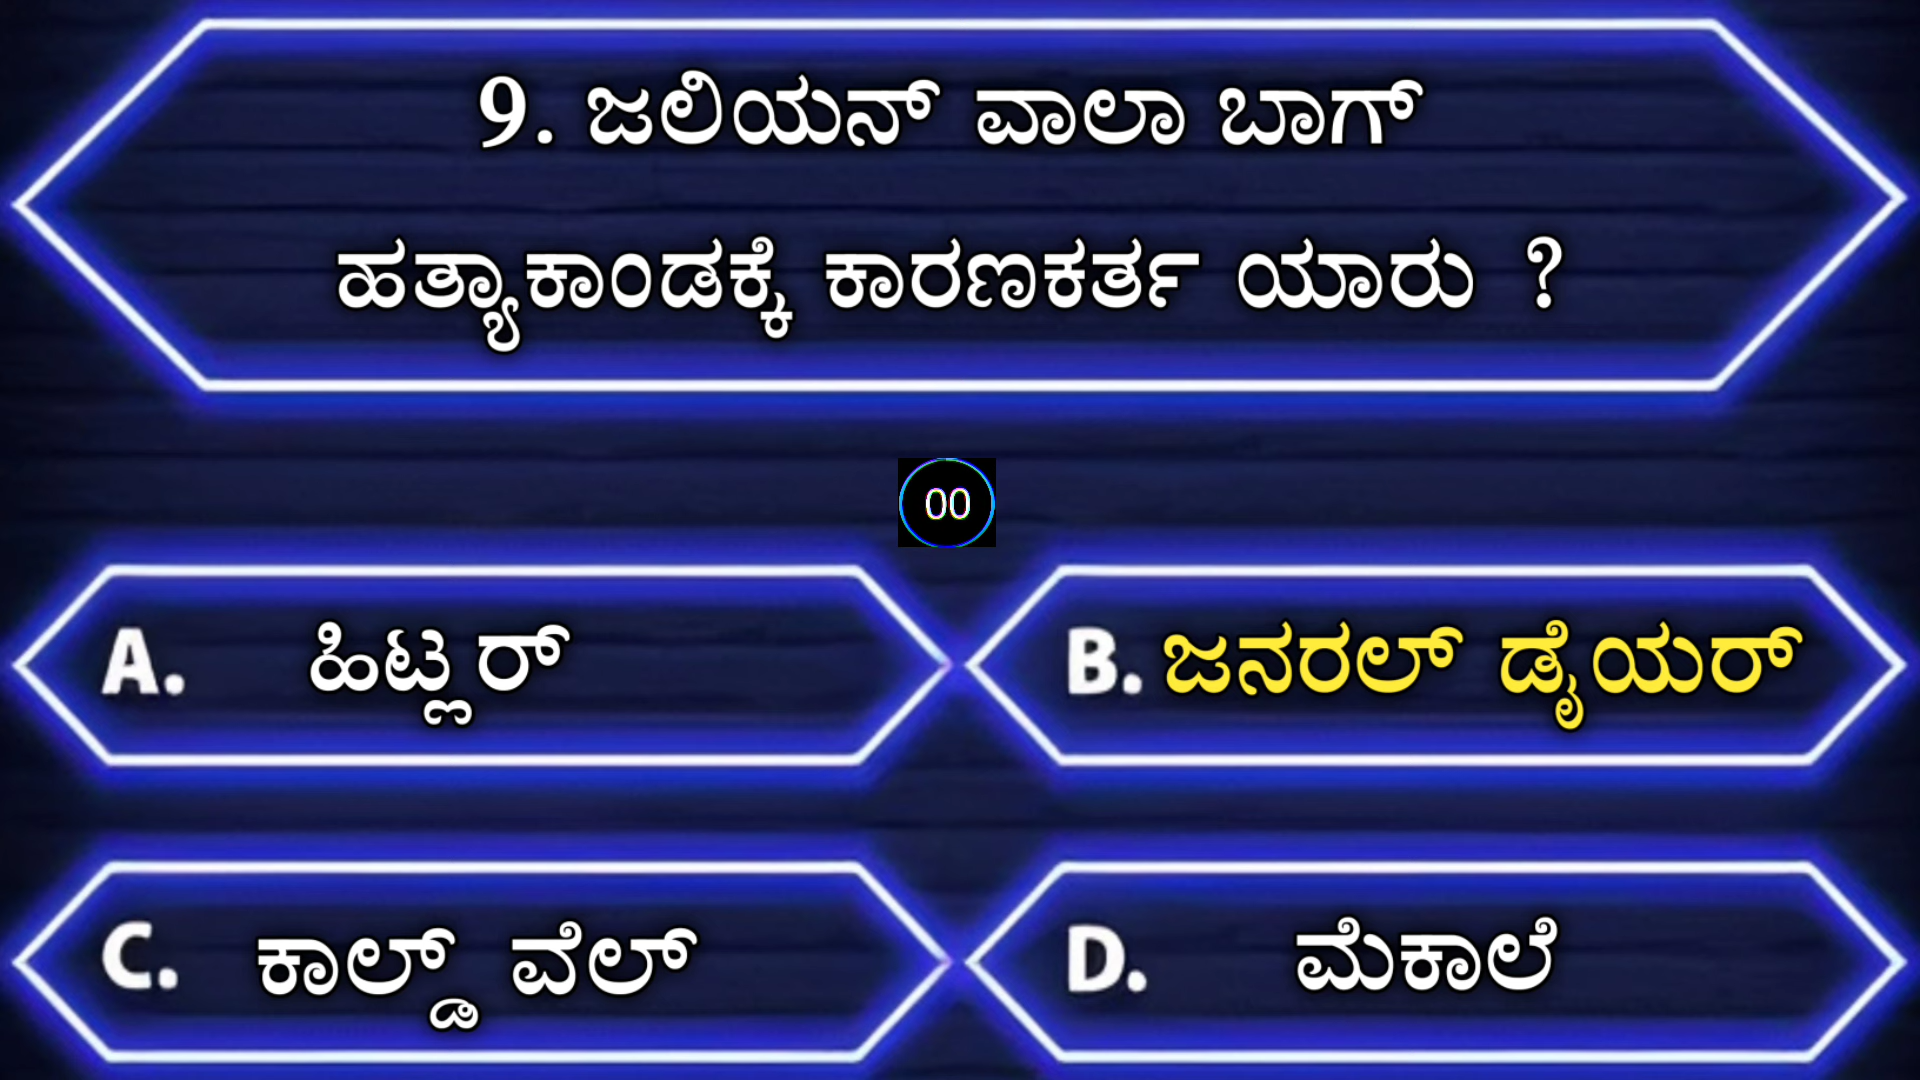 9. ಜಲಿಯನ್ ವಾಲಾ ಬಾಗ್
ಹತ್ಯಾಕಾಂಡಕ್ಕೆ ಕಾರಣಕರ್ತ ಯಾರು ?
00
A. ಹಿಟ್ಲರ್
B. ಜನರಲ್ ಡೈಯರ್
C. ಕಾಲ್ಡ್ ವೆಲ್
D. ಮೆಕಾಲೆ